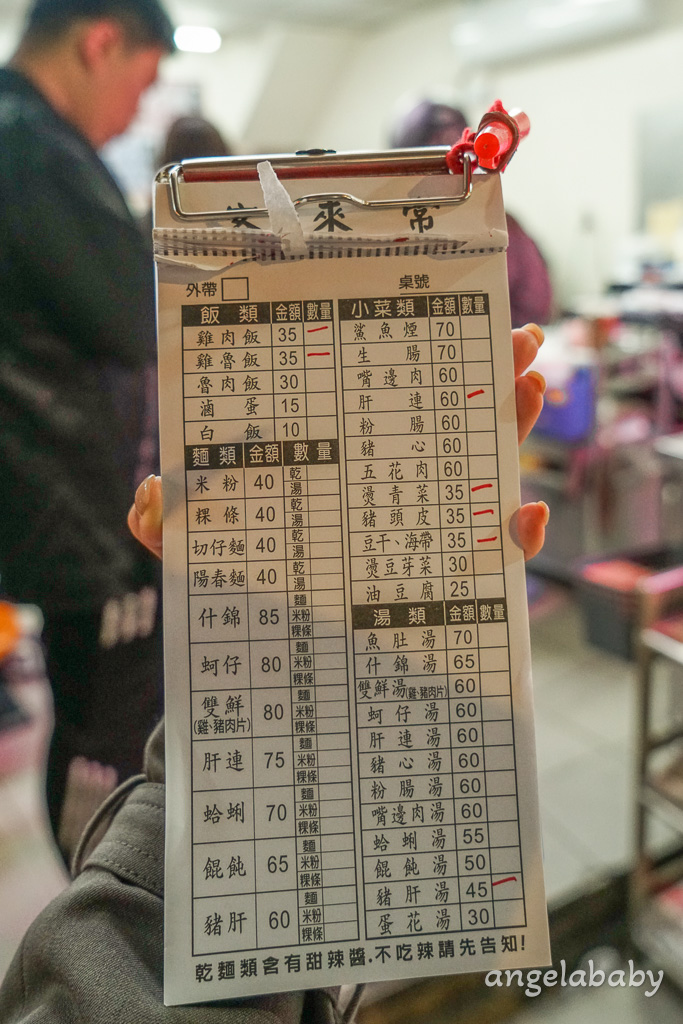 來 常
外帶 桌號
飯類 金額 數量
雞肉飯 35 一
雞魯飯 35 一
魯肉飯 30
滷蛋 15
白飯 10
麵類 金額 數量
米粉 40 乾 湯
粿條 40 乾 湯
切仔麵 40 乾 湯
陽春麵 40 乾 湯
什錦 85 麵 米粉 粿條
蚵仔 80 麵 米粉 粿條
雙鮮(雞、豬肉片) 80 麵 米粉 粿條
肝連 75 麵 米粉 粿條
蛤蜊 70 麵 米粉 粿條
餛飩 65 麵 米粉 粿條
豬肝 60 麵 米粉 粿條
小菜類 金額 數量
鯊魚煙 70
生腸 70
嘴邊肉 60
肝連 60 一
粉腸 60
豬心 60
五花肉 60
燙青菜 35 一
豬頭皮 35 一
豆干、海帶 35 一
燙豆芽菜 30
油豆腐 25
湯類 金額 數量
魚肚湯 70
什錦湯 65
雙鮮湯(雞、豬肉片) 60
蚵仔湯 60
肝連湯 60
豬心湯 60
粉腸湯 60
嘴邊肉湯 60
蛤蜊湯 55
餛飩湯 50
豬肝湯 45 一
蛋花湯 30
乾麵類含有甜辣醬.不吃辣請先告知!
angelababy